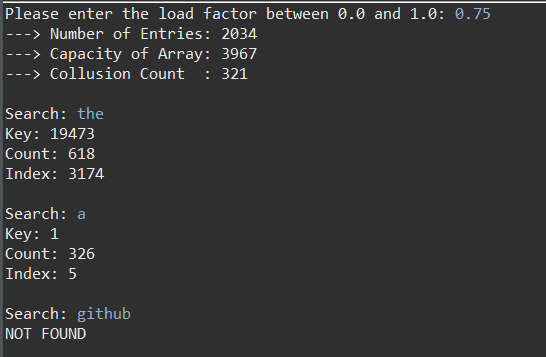 Please enter the load factor between 0.0 and 1.0: 0.75
---> Number of Entries: 2034
---> Capacity of Array: 3967
---> Collusion Count  : 321
Search: the
Key: 19473
Count: 618
Index: 3174
Search: a
Key: 1
Count: 326
Index: 5
Search: github
NOT FOUND